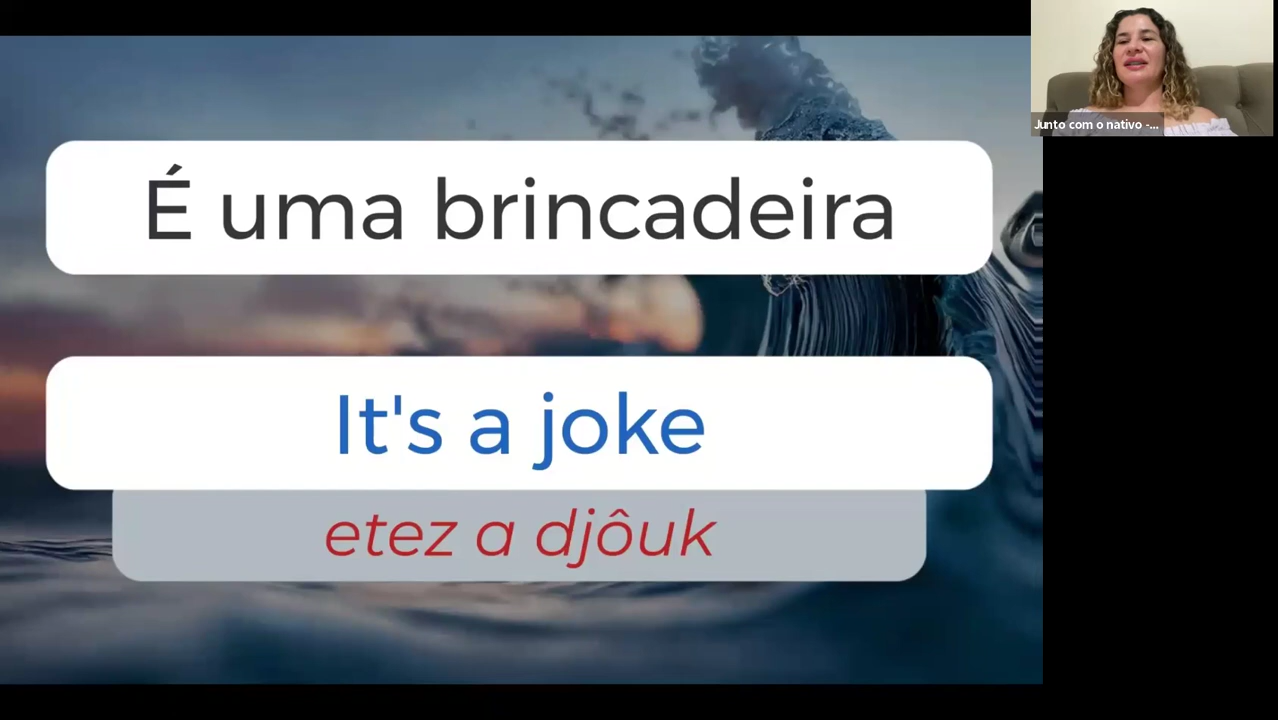 Junto com o nativo -...
É uma brincadeira
It's a joke
etez a djôuk